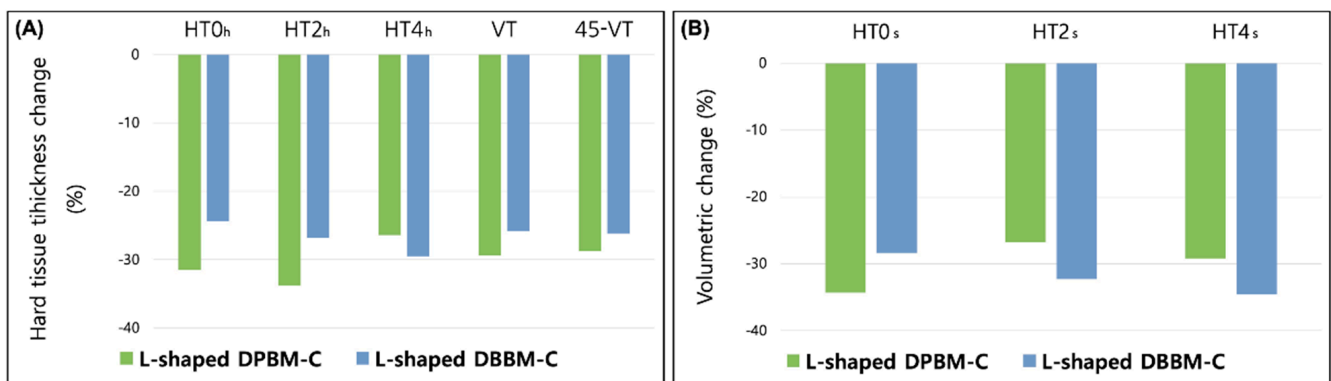 (A)
HT0h HT2h HT4h VT 45-VT
Hard tissue tihickness change
(%)
0
-10
-20
-30
-40
L-shaped DPBM-C L-shaped DBBM-C
(B)
HT0s HT2s HT4s
Volumetric change (%)
0
-10
-20
-30
-40
L-shaped DPBM-C L-shaped DBBM-C